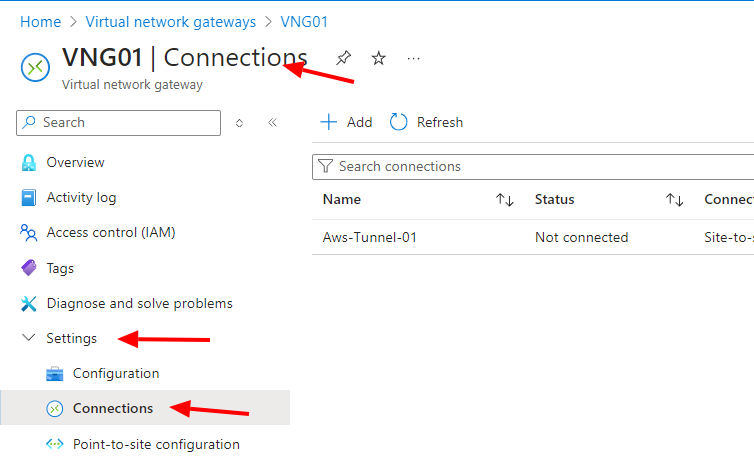 Home > Virtual network gateways > VNG01
VNG01 | Connections ...
Virtual network gateway
Search
Add Refresh
Overview
Search connections
Activity log
Name Status Connec
Access control (IAM)
Aws-Tunnel-01 Not connected Site-to-s
Tags
Diagnose and solve problems
Settings
Configuration
Connections
Point-to-site configuration